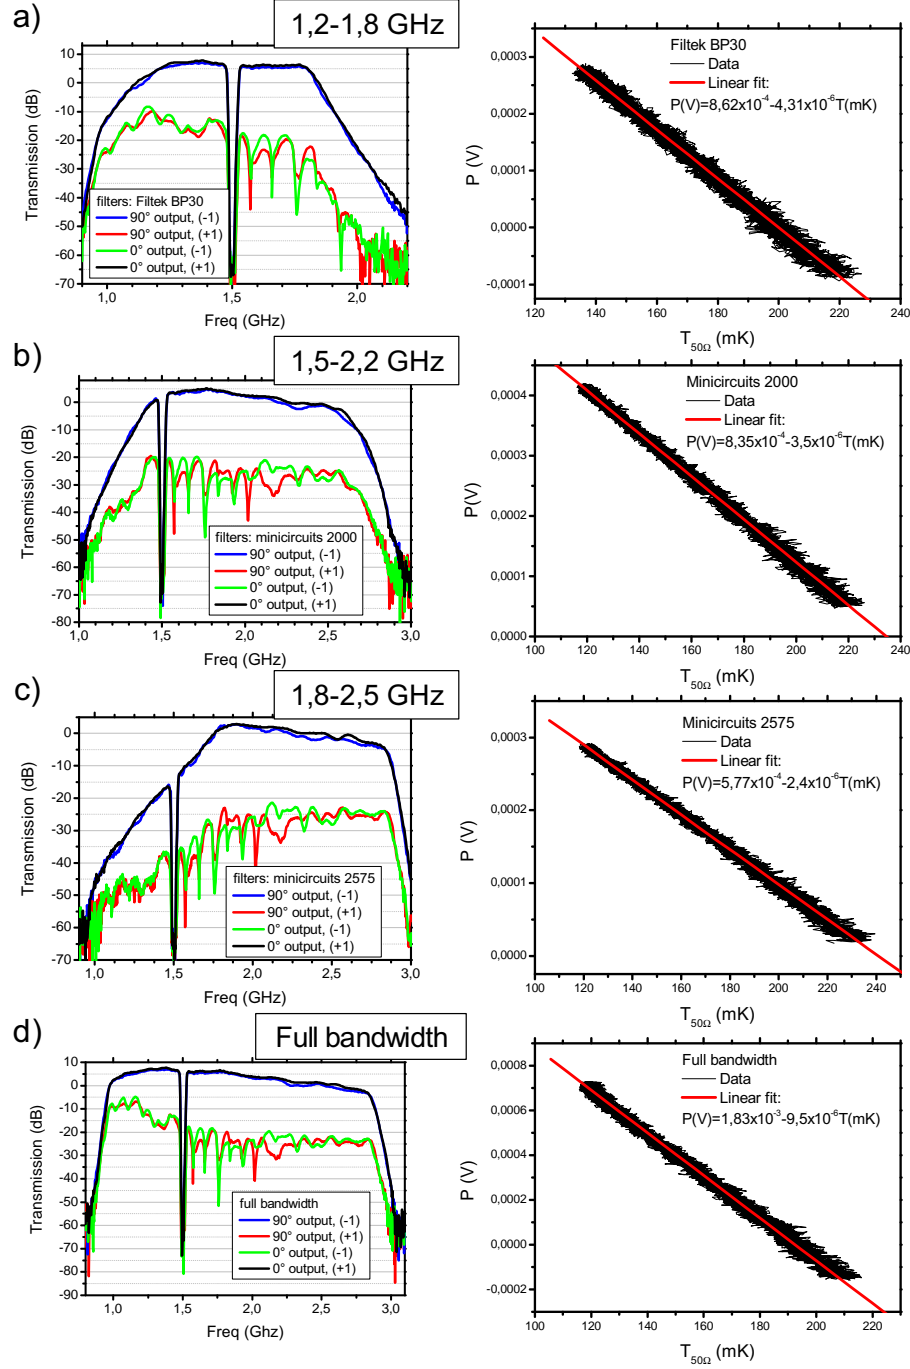 a)
1,2-1,8 GHz
Transmission (dB)
10
0
-10
-20
-30
-40
-50
-60
-70
filters: Filtek BP30
90° output, (-1)
90° output, (+1)
0° output, (-1)
0° output, (+1)
1,0
1,5
2,0
Freq (GHz)
P (V)
0,0003
0,0002
0,0001
0,0000
-0,0001
Filtek BP30
Data
Linear fit:
P(V)=8,62x10-4-4,31x10-6T(mK)
120
140
160
180
200
220
240
T50Ω (mK)
b)
1,5-2,2 GHz
Transmission (dB)
0
-10
-20
-30
-40
-50
-60
-70
-80
filters: minicircuits 2000
90° output, (-1)
90° output, (+1)
0° output, (-1)
0° output, (+1)
1,0
1,5
2,0
2,5
3,0
Freq (GHz)
P(V)
0,0004
0,0003
0,0002
0,0001
0,0000
Minicircuits 2000
Data
Linear fit:
P(V)=8,35x10-4-3,5x10-6T(mK)
100
120
140
160
180
200
220
240
T50Ω (mK)
c)
1,8-2,5 GHz
Transmission (dB)
0
-10
-20
-30
-40
-50
-60
-70
filters: minicircuits 2575
90° output, (-1)
90° output, (+1)
0° output, (-1)
0° output, (+1)
1,0
1,5
2,0
2,5
3,0
Freq (GHz)
P (V)
0,0003
0,0002
0,0001
0,0000
Minicircuits 2575
Data
Linear fit:
P(V)=5,77x10-4-2,4x10-6T(mK)
100
120
140
160
180
200
220
240
T50Ω (mK)
d)
Full bandwidth
Transmission (dB)
10
0
-10
-20
-30
-40
-50
-60
-70
-90
full bandwidth
90° output, (-1)
90° output, (+1)
0° output, (-1)
0° output, (+1)
1,0
1,5
2,0
2,5
3,0
Freq (Ghz)
P (V)
0,0008
0,0006
0,0004
0,0002
0,0000
-0,0002
Full bandwidth
Data
Linear fit:
P(V)=1,83x10-3-9,5x10-6T(mK)
100
120
140
160
180
200
220
T50Ω (mK)